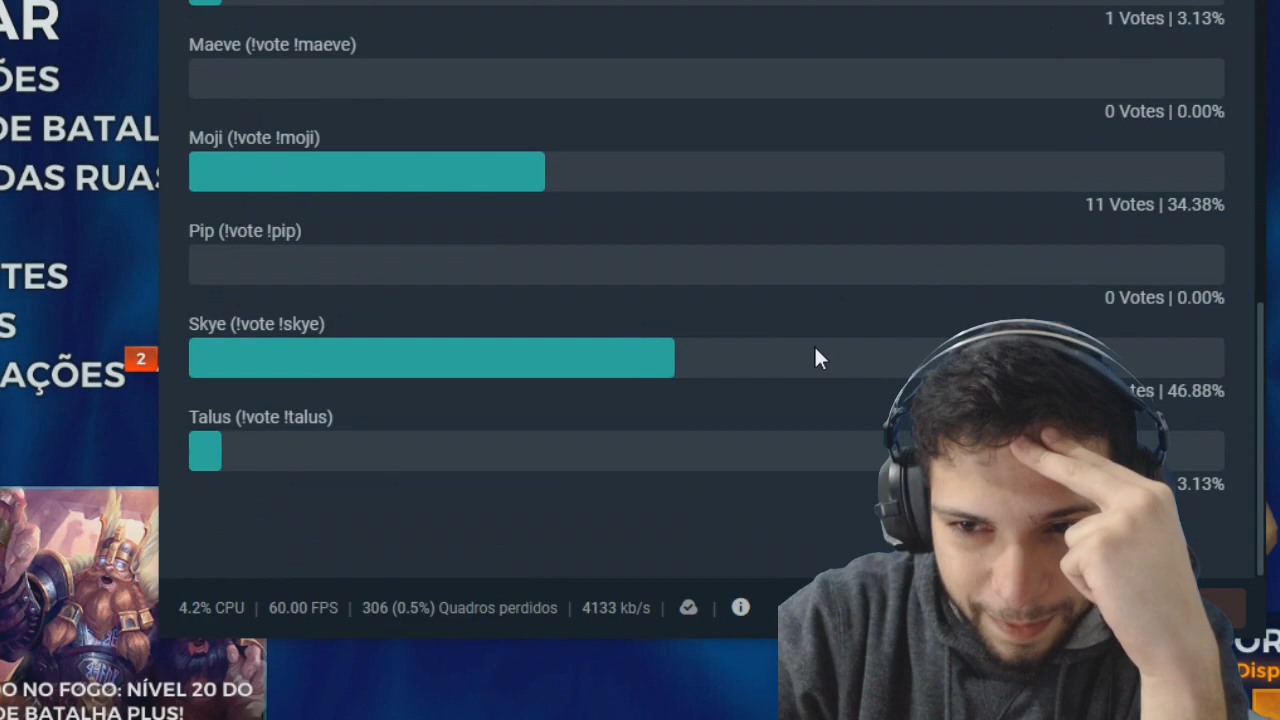 AR
ÕES
DE BATAL
DAS RUAS
TES
S
AÇÕES
2
1 Votes | 3.13%
Maeve (!vote !maeve)
0 Votes | 0.00%
Moji (!vote !moji)
11 Votes | 34.38%
Pip (!vote !pip)
0 Votes | 0.00%
Skye (!vote !skye)
tes | 46.88%
Talus (!vote !talus)
3.13%
4.2% CPU | 60.00 FPS | 306 (0.5%) Quadros perdidos | 4133 kb/s |
O NO FOGO: NÍVEL 20 DO
DE BATALHA PLUS!
OR
Disp